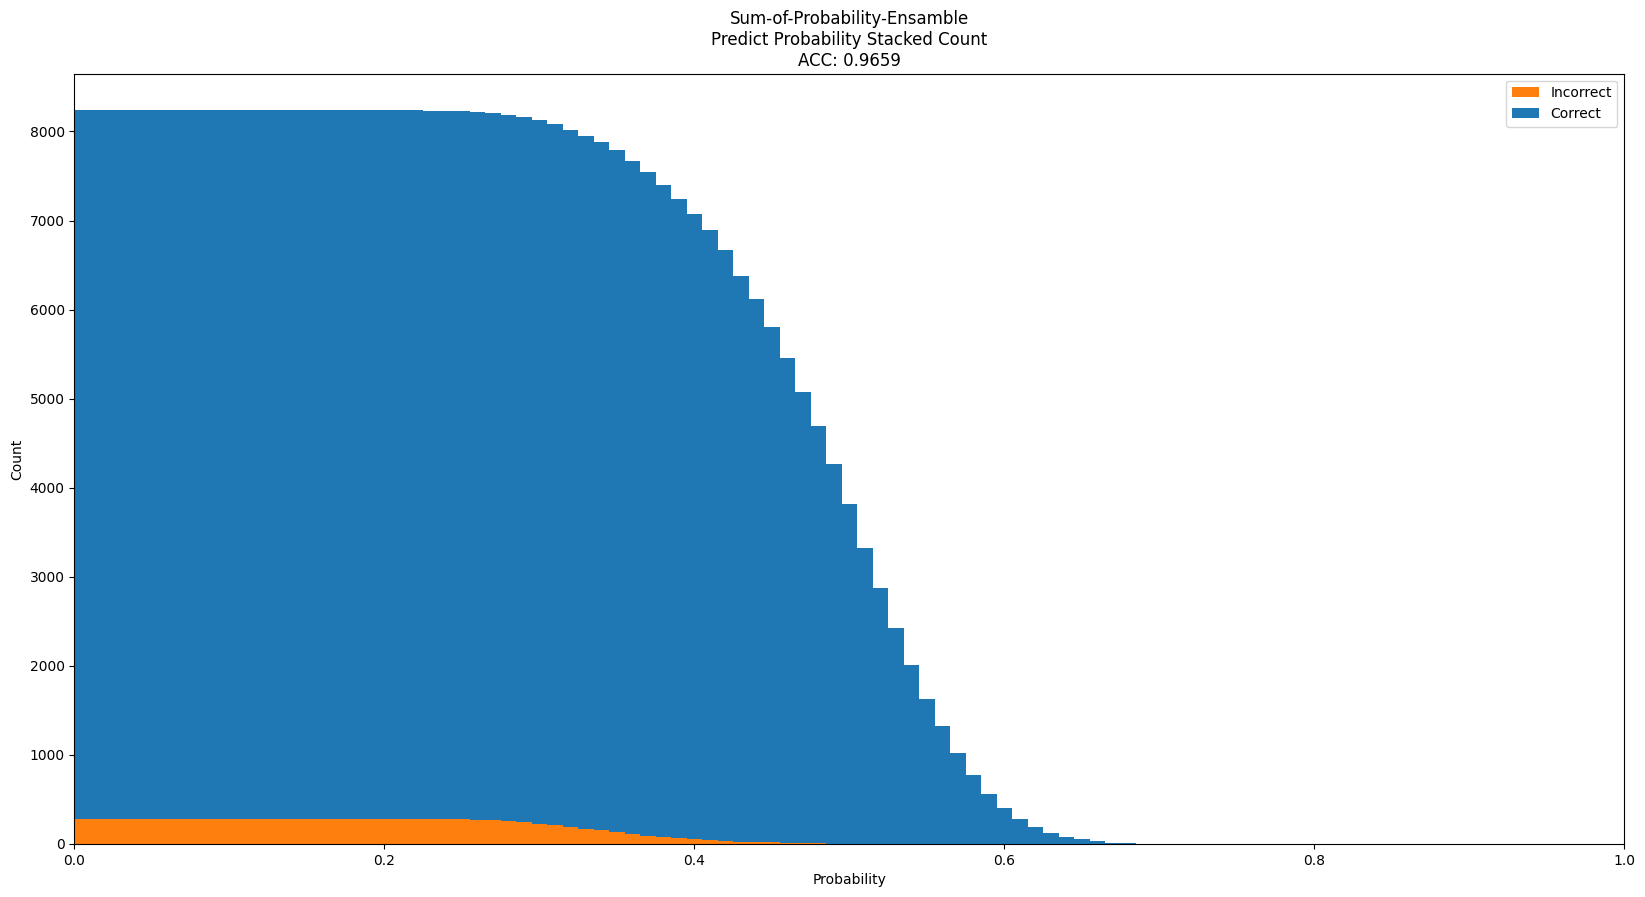 Sum-of-Probability-Ensamble
Predict Probability Stacked Count
ACC: 0.9659
Incorrect
Correct
8000
7000
6000
5000
4000
3000
2000
1000
0
Count
0.0 0.2 0.4 0.6 0.8 1.0
Probability